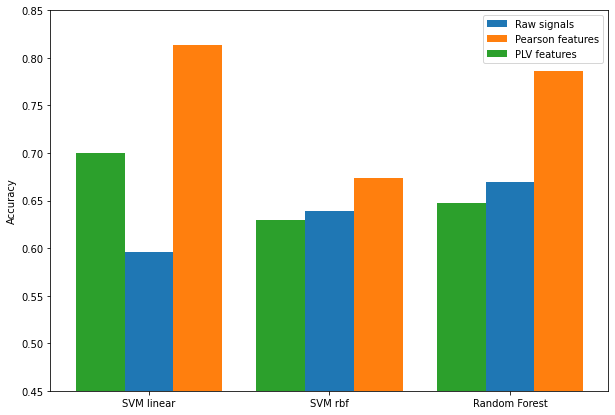 0.85
0.80
0.75
0.70
0.65
0.60
0.55
0.50
0.45
Accuracy
Raw signals
Pearson features
PLV features
SVM linear
SVM rbf
Random Forest